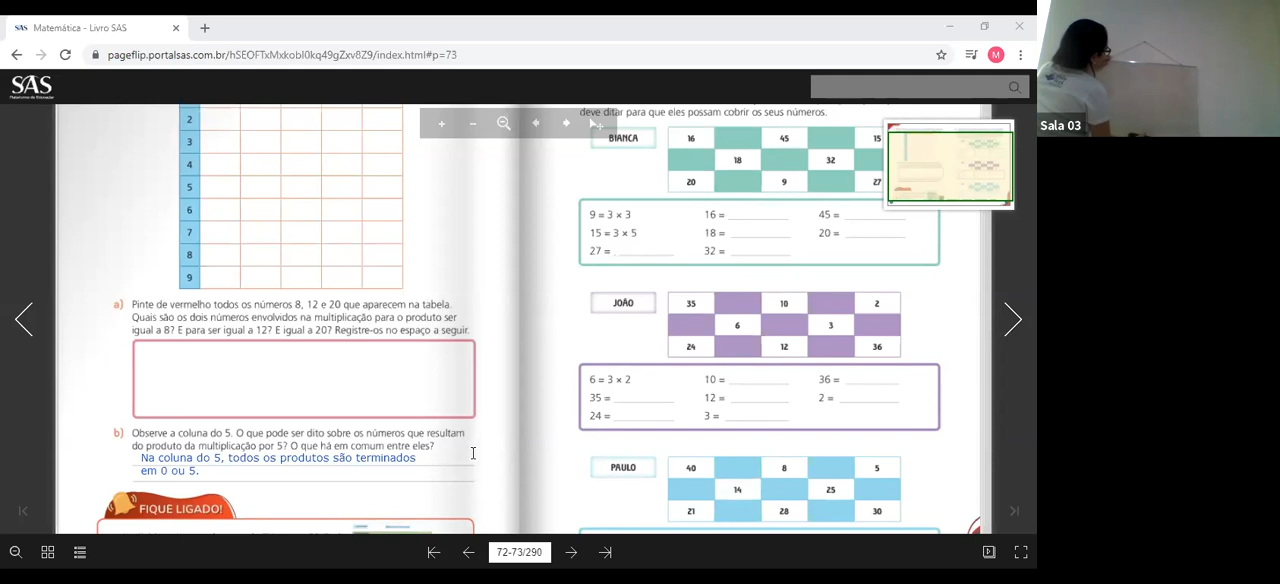 SAS Matemática - Livro SAS
pageflip.portalsas.com.br/hSEOFTxMxkobI0kq49gZxv8Z9/index.html#p=73
M
SAS
Sala 03
2
3
4
5
6
7
8
9
a) Pinte de vermelho todos os números 8, 12 e 20 que aparecem na tabela.
Quais são os dois números envolvidos na multiplicação para o produto ser
igual a 8? E para ser igual a 12? E igual a 20? Registre-os no espaço a seguir.
b) Observe a coluna do 5. O que pode ser dito sobre os números que resultam
do produto da multiplicação por 5? O que há em comum entre eles?
Na coluna do 5, todos os produtos são terminados
em 0 ou 5.
FIQUE LIGADO!
deve ditar para que eles possam cobrir os seus números.
BIANCA
16 45 15
18 32
20 9 27
9 = 3 × 3 16 = 45 =
15 = 3 × 5 18 = 20 =
27 = 32 =
JOÃO
35 10 2
6 3
24 12 36
6 = 3 × 2 10 = 36 =
35 = 12 = 2 =
24 = 3 =
PAULO
40 8 5
14 25
21 28 30
72-73/290